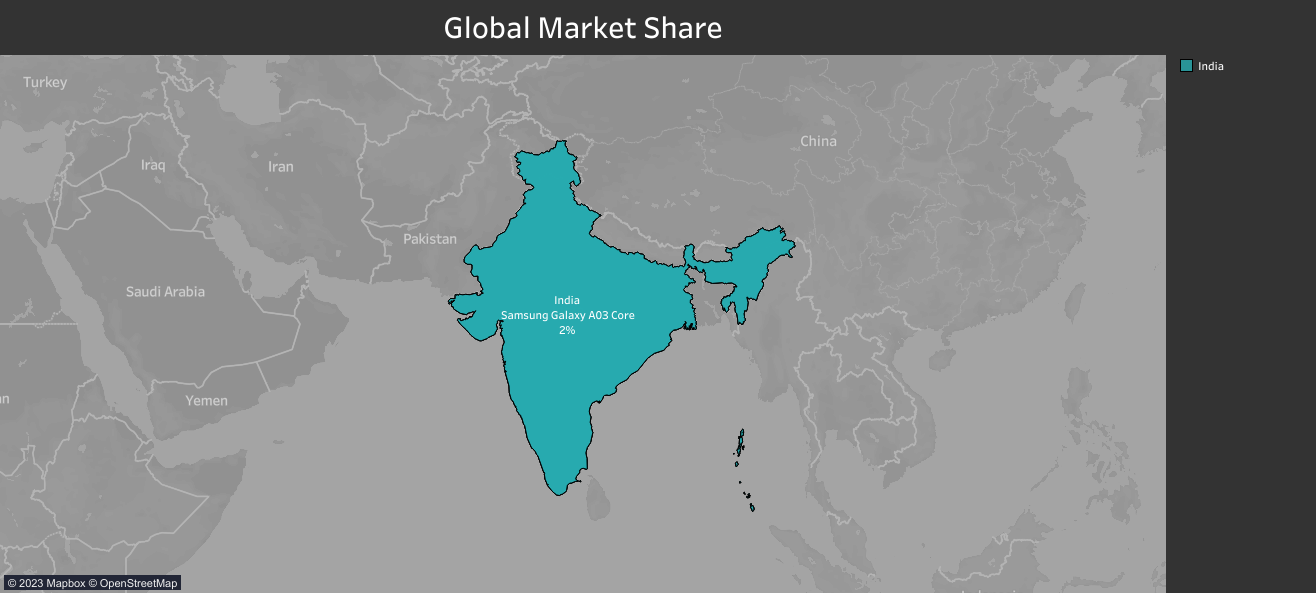 Global Market Share
India
Turkey
China
Iraq
Iran
Pakistan
Saudi Arabia
India
Samsung Galaxy A03 Core
2%
Yemen
© 2023 Mapbox © OpenStreetMap